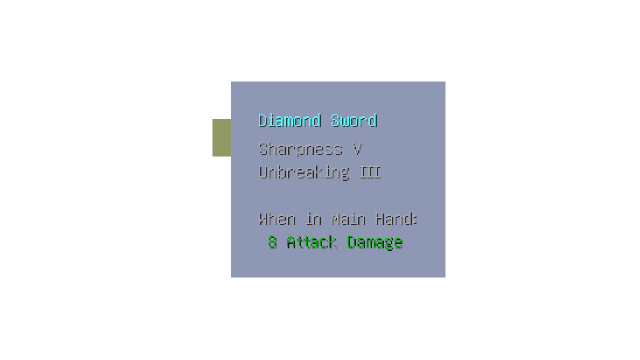 Diamond Sword
Sharpness V
Unbreaking III
When in Main Hand:
8 Attack Damage